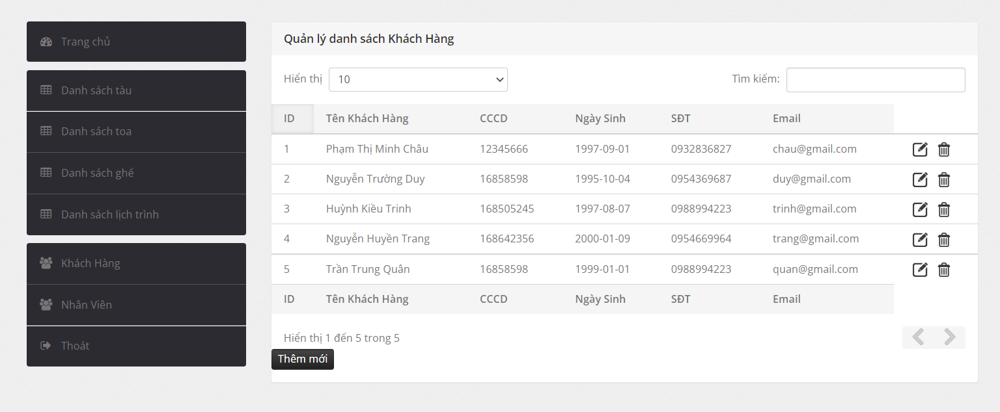 Trang chủ
Danh sách tàu
Danh sách toa
Danh sách ghế
Danh sách lịch trình
Khách Hàng
Nhân Viên
Thoát
Quản lý danh sách Khách Hàng
Hiển thị 10 Tìm kiếm:
ID Tên Khách Hàng CCCD Ngày Sinh SĐT Email
1 Phạm Thị Minh Châu 12345666 1997-09-01 0932836827 chau@gmail.com
2 Nguyễn Trường Duy 16858598 1995-10-04 0954369687 duy@gmail.com
3 Huỳnh Kiều Trinh 168505245 1997-08-07 0988994223 trinh@gmail.com
4 Nguyễn Huyền Trang 168642356 2000-01-09 0954669964 trang@gmail.com
5 Trần Trung Quân 16858598 1999-01-01 0988994223 quan@gmail.com
ID Tên Khách Hàng CCCD Ngày Sinh SĐT Email
Hiển thị 1 đến 5 trong 5
Thêm mới